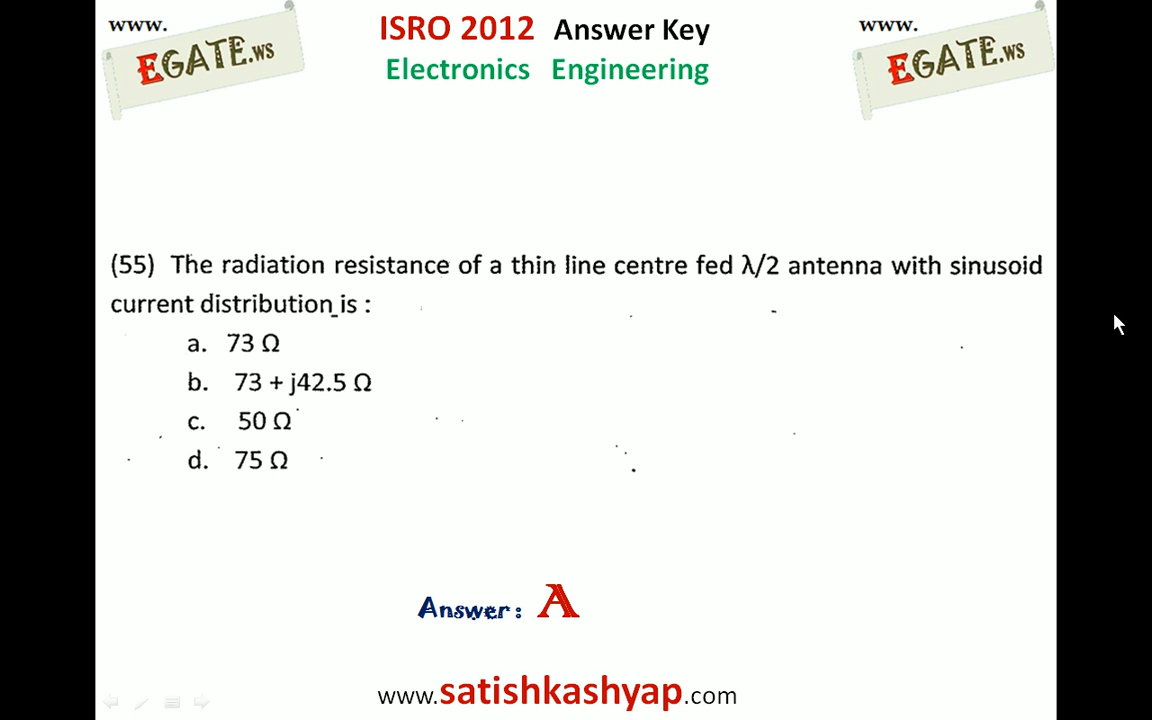 www.
EGATE.ws
ISRO 2012 Answer Key
Electronics Engineering
www.
EGATE.ws
(55) The radiation resistance of a thin line centre fed λ/2 antenna with sinusoid
current distribution is :
a. 73 Ω
b. 73 + j42.5 Ω
c. 50 Ω
d. 75 Ω
Answer: A
www.satishkashyap.com